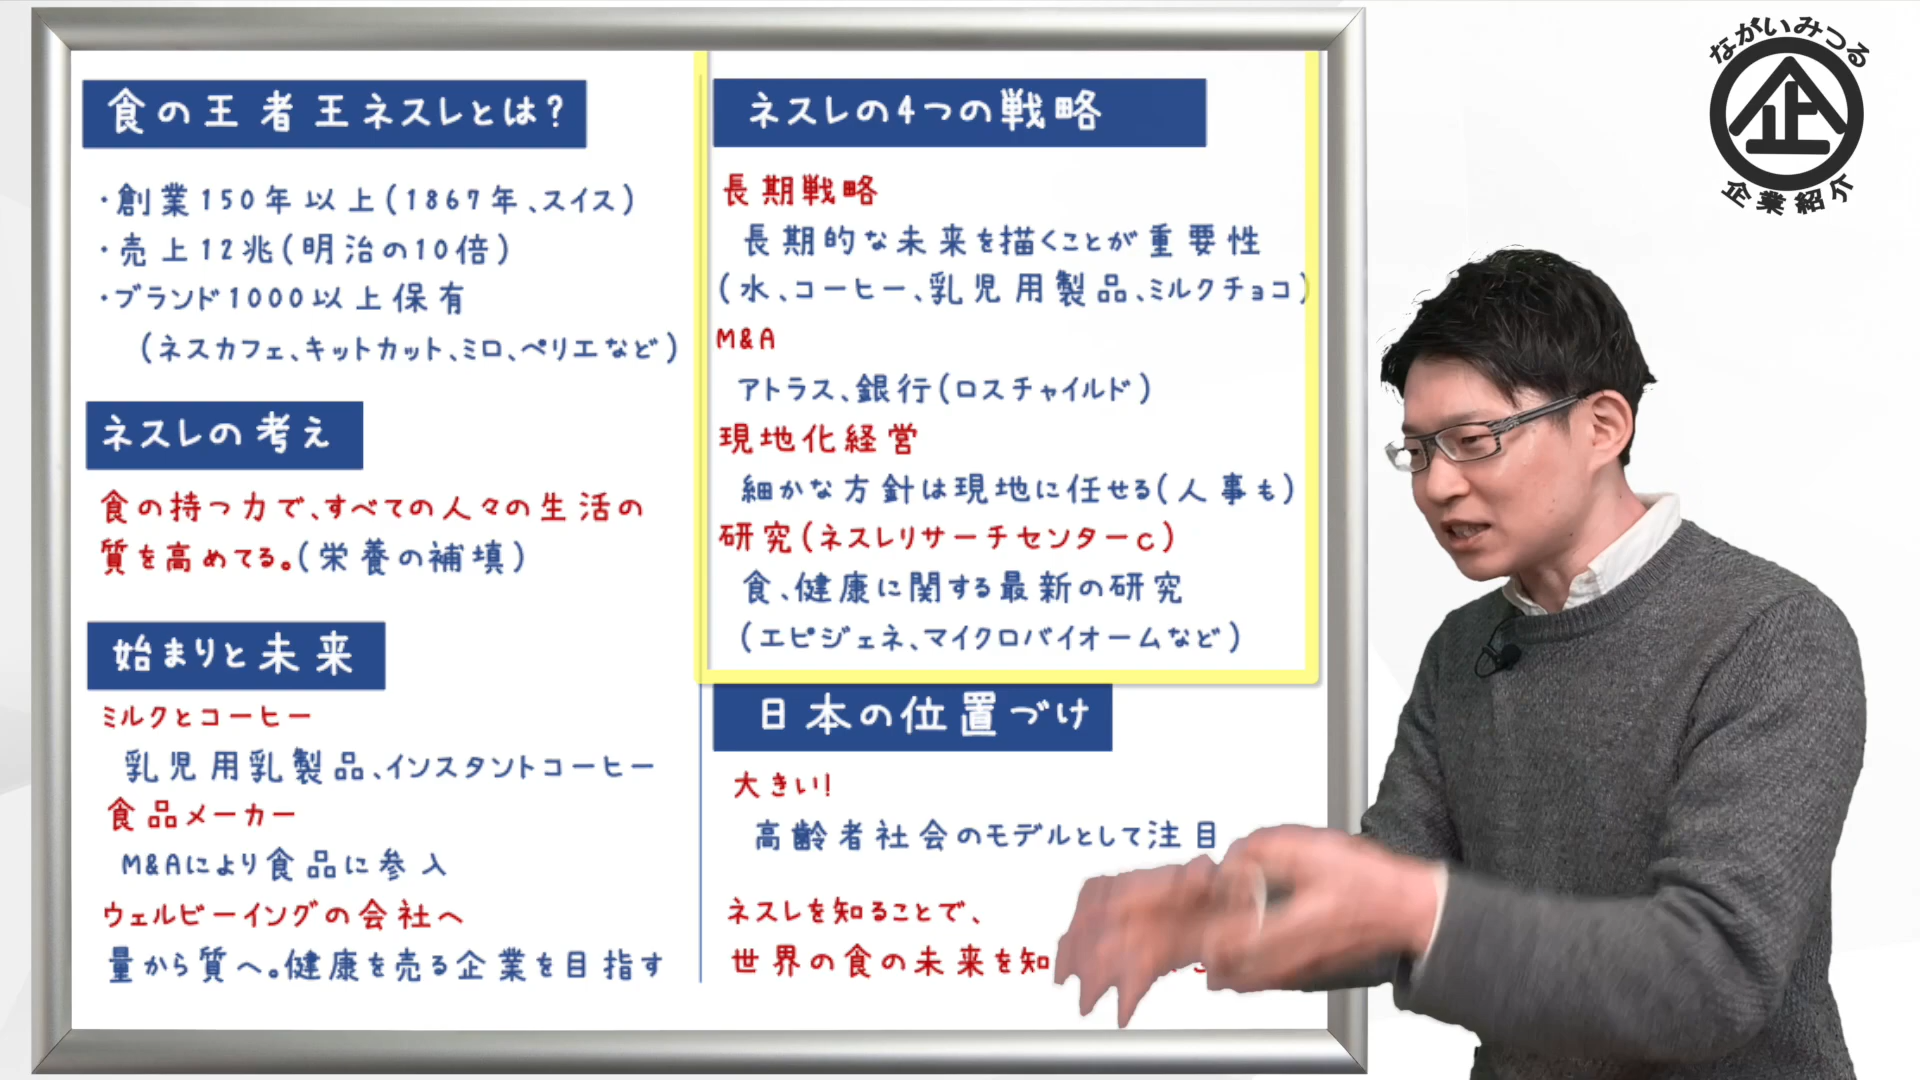 食の王者王ネスレとは?
・創業150年以上(1867年、スイス)
・売上12兆(明治の10倍)
・ブランド1000以上保有
(ネスカフェ、キットカット、ミロ、ペリエなど)
ネスレの考え
食の持つ力で、すべての人々の生活の
質を高めてる。(栄養の補填)
始まりと未来
ミルクとコーヒー
乳児用乳製品、インスタントコーヒー
食品メーカー
M&Aにより食品に参入
ウェルビーイングの会社へ
量から質へ。健康を売る企業を目指す
ネスレの4つの戦略
長期戦略
長期的な未来を描くことが重要性
(水、コーヒー、乳児用製品、ミルクチョコ)
M&A
アトラス、銀行(ロスチャイルド)
現地化経営
細かな方針は現地に任せる(人事も)
研究(ネスレリサーチセンターc)
食、健康に関する最新の研究
(エピジェネ、マイクロバイオームなど)
日本の位置づけ
大きい!
高齢者社会のモデルとして注目
ネスレを知ることで、
世界の食の未来を知
ながいみつる
企
企業紹介